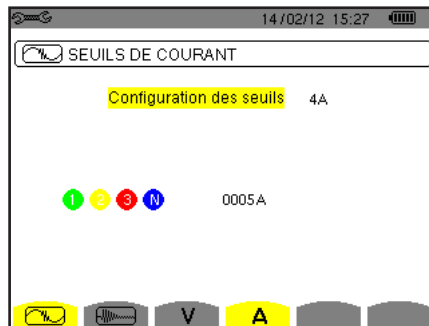 14/02/12 15:27
SEUILS DE COURANT
Configuration des seuils 4A
1 2 3 N 0005A
V A